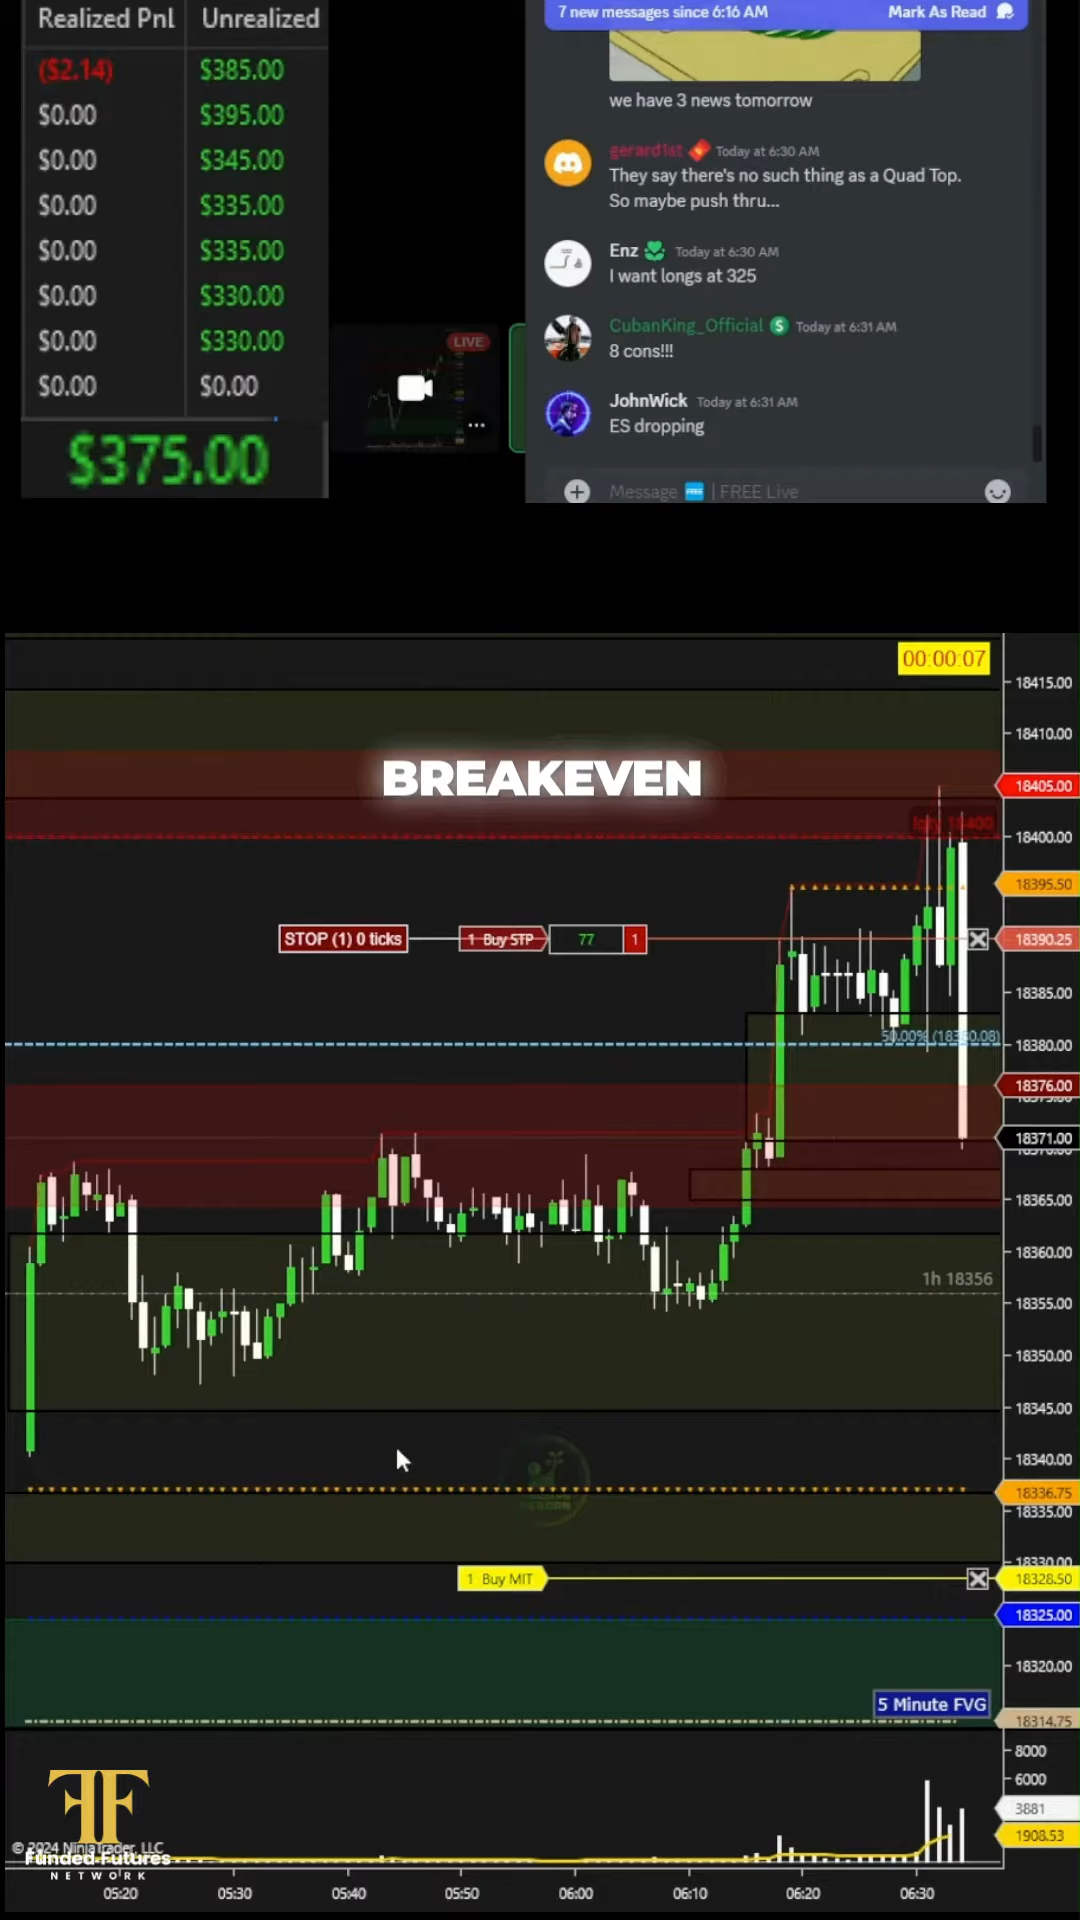 Realized Pnl Unrealized
($2.14) $385.00
$0.00 $395.00
$0.00 $345.00
$0.00 $335.00
$0.00 $335.00
$0.00 $330.00
$0.00 $330.00
$0.00 $0.00
$375.00
LIVE
7 new messages since 6:16 AM Mark As Read
we have 3 news tomorrow
gerard1st Today at 6:30 AM
They say there's no such thing as a Quad Top.
So maybe push thru...
Enz Today at 6:30 AM
I want longs at 325
CubanKing_Official S Today at 6:31 AM
8 cons!!!
JohnWick Today at 6:31 AM
ES dropping
Message FREE | FREE Live
00:00:07
18415.00
18410.00
BREAKEVEN
18405.00
18400
18400.00
18395.50
STOP (1) 0 ticks 1 Buy STP 77 1 18390.25
18385.00
50.00% (18380.08)
18380.00
18376.00
18371.00
18365.00
18360.00
1h 18356
18355.00
18350.00
18345.00
18340.00
18336.75
18335.00
18330.00
1 Buy MIT 18328.50
18325.00
18320.00
5 Minute FVG
18314.75
8000
6000
3881
1908.53
© 2024 NinjaTrader, LLC
Funded Futures
NETWORK
05:20 05:30 05:40 05:50 06:00 06:10 06:20 06:30